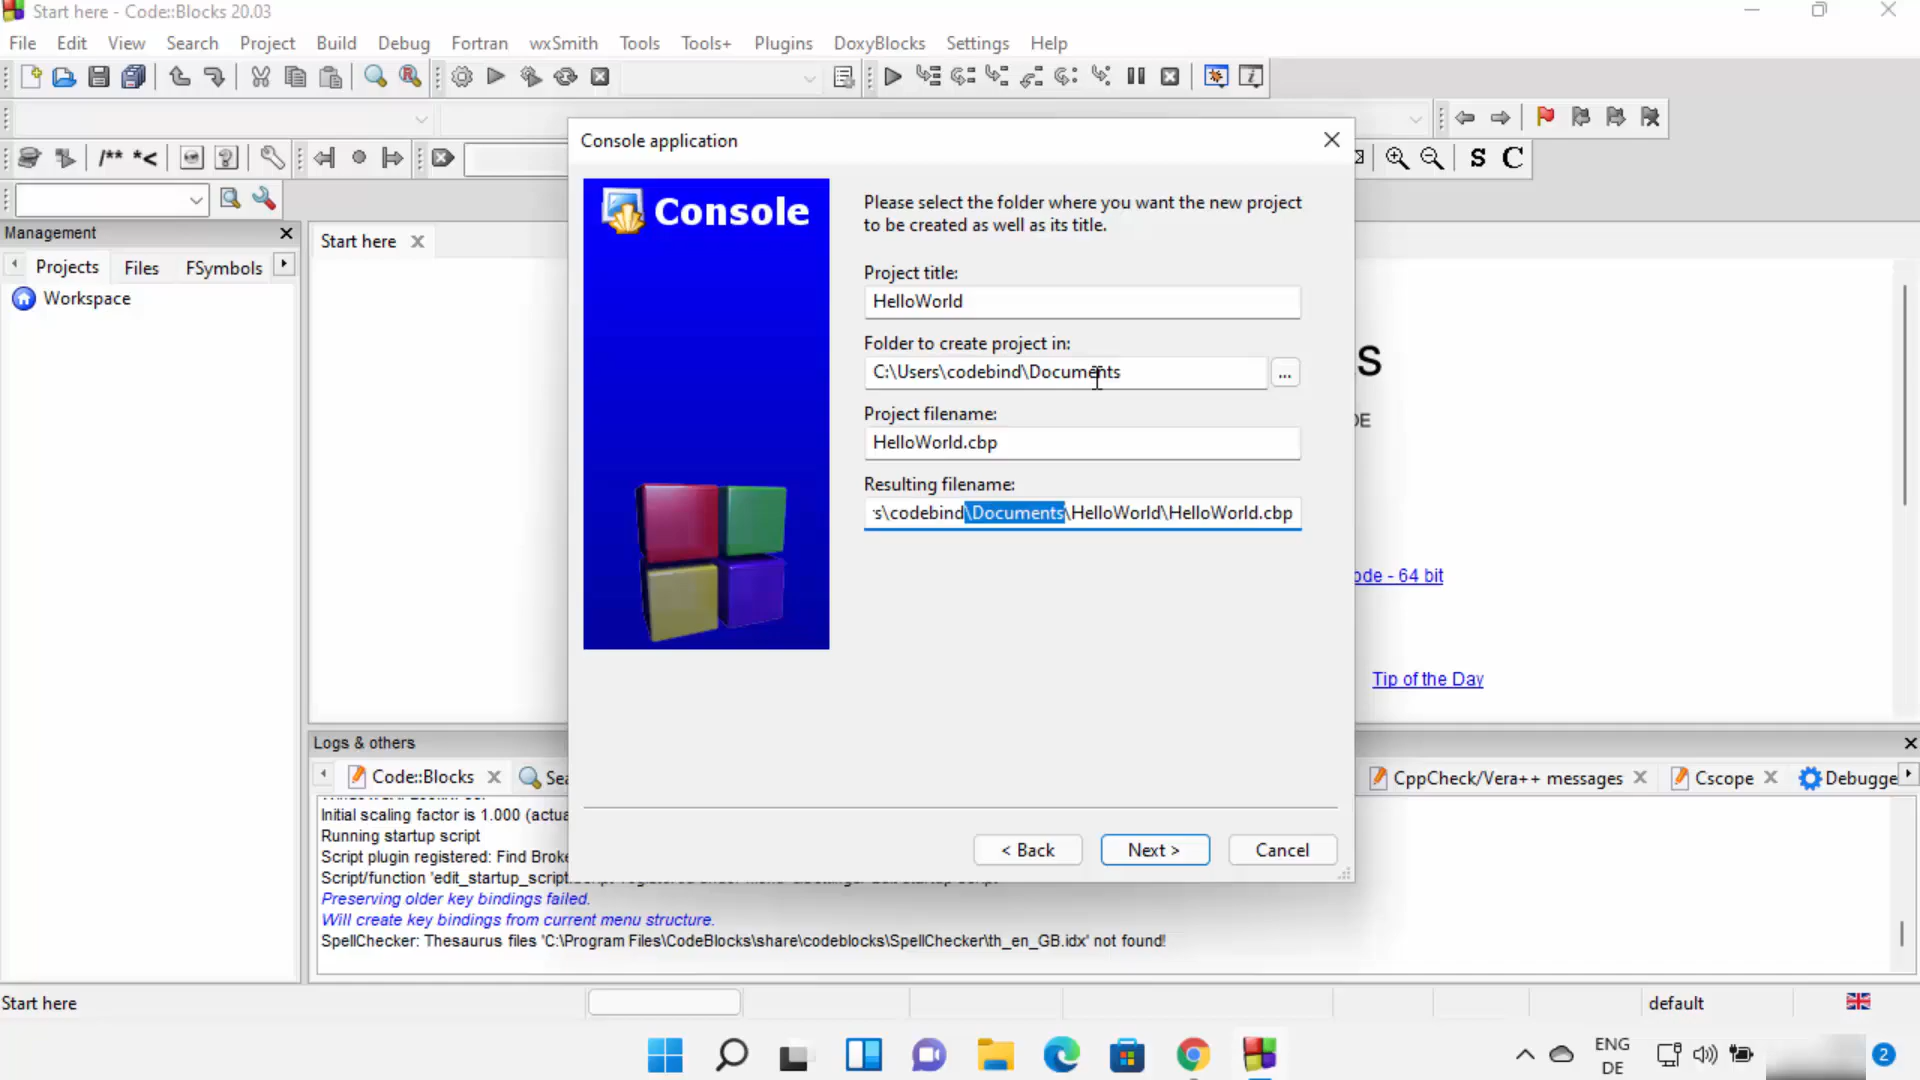 Start here - Code::Blocks 20.03
File Edit View Search Project Build Debug Fortran wxSmith Tools Tools+ Plugins DoxyBlocks Settings Help
/** *<
S C
Management
Projects Files FSymbols
Workspace
Start here
Console application
Console
Please select the folder where you want the new project
to be created as well as its title.
Project title:
HelloWorld
Folder to create project in:
C:\Users\codebind\Documents
...
Project filename:
HelloWorld.cbp
Resulting filename:
s\codebind\Documents\HelloWorld\HelloWorld.cbp
< Back Next > Cancel
S
DE
ode - 64 bit
Tip of the Day
Logs & others
Code::Blocks Sea CppCheck/Vera++ messages Cscope Debugge
Initial scaling factor is 1.000 (actua
Running startup script
Script plugin registered: Find Broke
Script/function 'edit_startup_script
Preserving older key bindings failed.
Will create key bindings from current menu structure.
SpellChecker: Thesaurus files 'C:\Program Files\CodeBlocks\share\codeblocks\SpellChecker\th_en_GB.idx' not found!
Start here default
ENG
DE
2